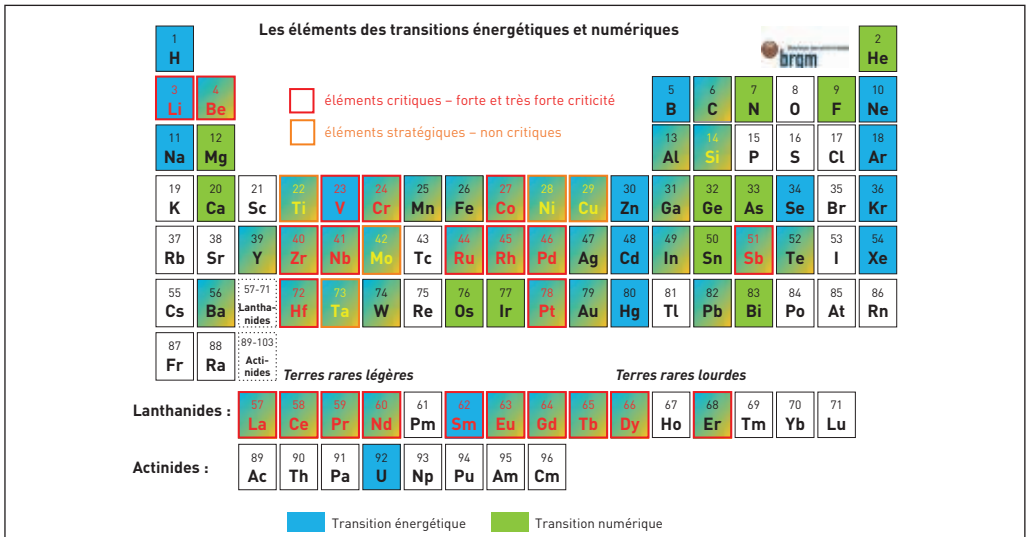 Les éléments des transitions énergétiques et numériques
brgm
1 2
H He
éléments critiques – forte et très forte criticité
3 4 5 6 7 8 9 10
Li Be B C N O F Ne
éléments stratégiques – non critiques
11 12 13 14 15 16 17 18
Na Mg Al Si P S Cl Ar
19 20 21 22 23 24 25 26 27 28 29 30 31 32 33 34 35 36
K Ca Sc Ti V Cr Mn Fe Co Ni Cu Zn Ga Ge As Se Br Kr
37 38 39 40 41 42 43 44 45 46 47 48 49 50 51 52 53 54
Rb Sr Y Zr Nb Mo Tc Ru Rh Pd Ag Cd In Sn Sb Te I Xe
55 56 57-71 72 73 74 75 76 77 78 79 80 81 82 83 84 85 86
Cs Ba Lantha-nides Hf Ta W Re Os Ir Pt Au Hg Tl Pb Bi Po At Rn
87 88 89-103
Fr Ra Acti-nides
Terres rares légères Terres rares lourdes
57 58 59 60 61 62 63 64 65 66 67 68 69 70 71
Lanthanides : La Ce Pr Nd Pm Sm Eu Gd Tb Dy Ho Er Tm Yb Lu
89 90 91 92 93 94 95 96
Actinides : Ac Th Pa U Np Pu Am Cm
Transition énergétique Transition numérique